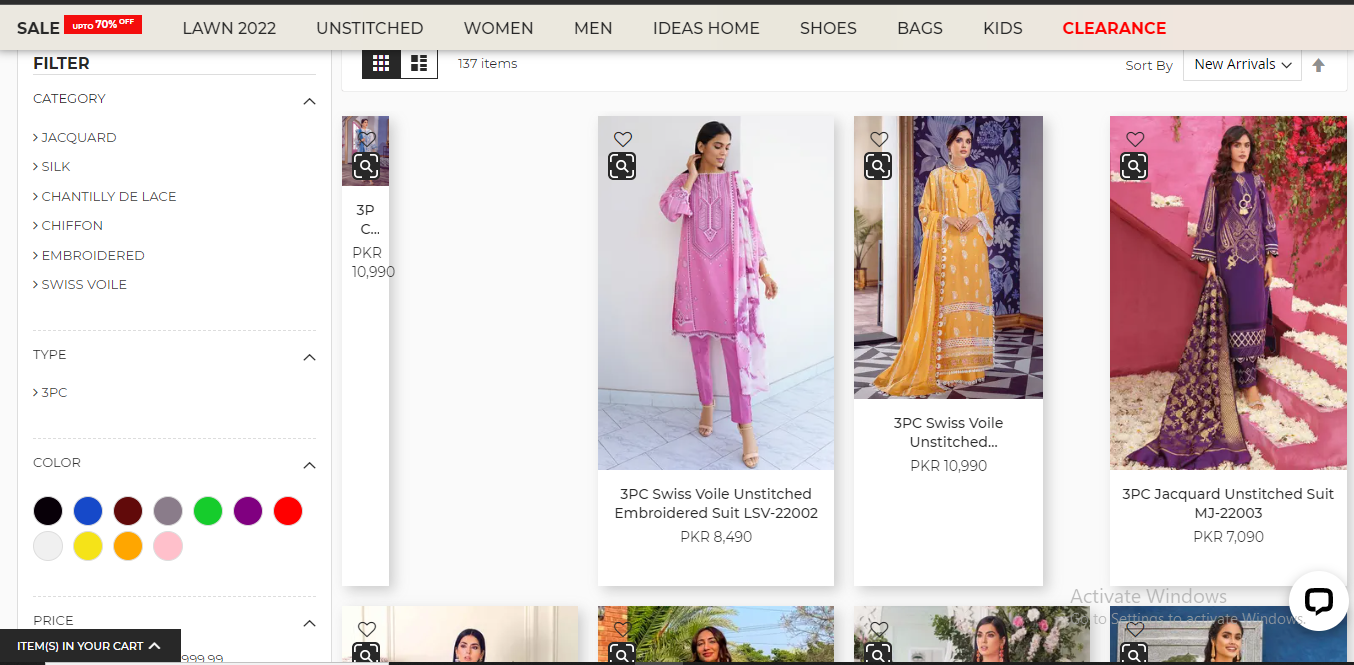 SALE UPTO 70% OFF LAWN 2022 UNSTITCHED WOMEN MEN IDEAS HOME SHOES BAGS KIDS CLEARANCE
FILTER
137 items
Sort By New Arrivals
CATEGORY
JACQUARD
SILK
CHANTILLY DE LACE
CHIFFON
EMBROIDERED
SWISS VOILE
TYPE
3PC
COLOR
PRICE
999.99
ITEM(S) IN YOUR CART
3P
C...
PKR
10,990
3PC Swiss Voile Unstitched
Embroidered Suit LSV-22002
PKR 8,490
3PC Swiss Voile
Unstitched...
PKR 10,990
3PC Jacquard Unstitched Suit
MJ-22003
PKR 7,090
Activate Windows
Go to Settings to activate Windows.